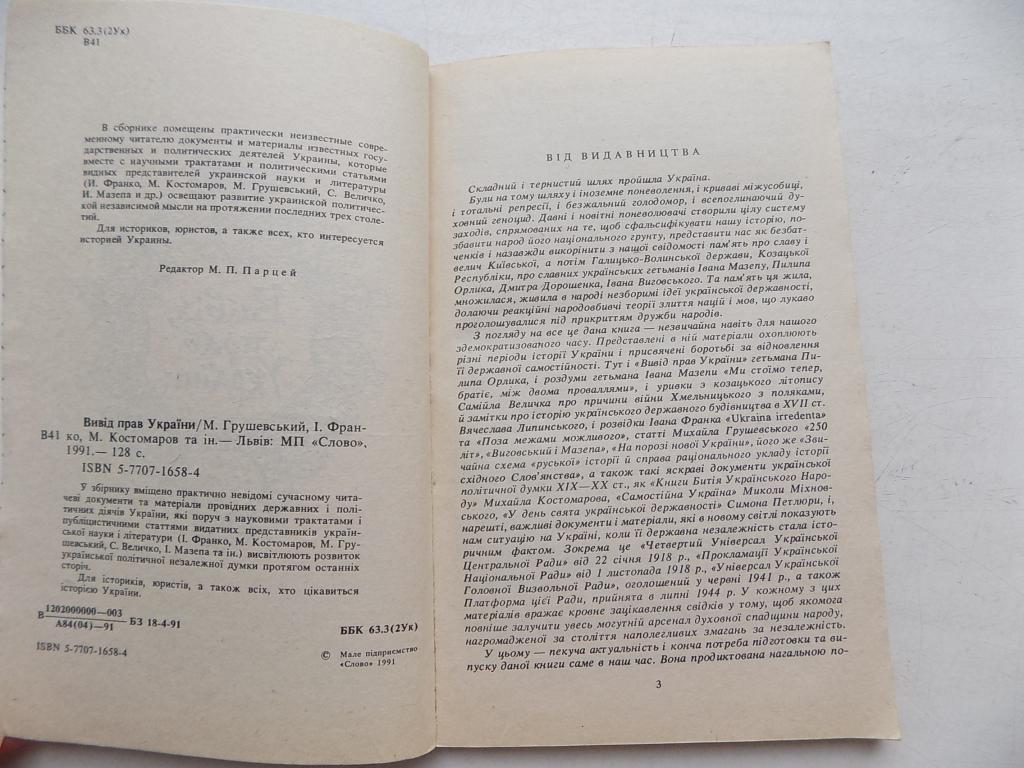 ББК 63.3(2Ук)
В41
В сборнике помещены практически неизвестные совре-
менному читателю документы и материалы известных госу-
дарственных и политических деятелей Украины, которые
вместе с научными трактатами и политическими статьями
видных представителей украинской науки и литературы
(И. Франко, М. Костомаров, М. Грушевський, С. Величко,
И. Мазепа и др.) освещают развитие украинской политичес-
кой независимой мысли на протяжении последних трех столе-
тий.
Для историков, юристов, а также всех, кто интересуется
историей Украины.
Редактор М. П. Парцей
Вивід прав України/М. Грушевський, І. Фран-
В41 ко, М. Костомаров та ін.— Львів: МП «Слово»,
1991.— 128 с.
ISBN 5-7707-1658-4
У збірнику вміщено практично невідомі сучасному чита-
чеві документи та матеріали провідних державних і полі-
тичних діячів України, які поруч з науковими трактатами і
публіцистичними статтями видатних представників україн-
ської науки і літератури (І. Франко, М. Костомаров, М. Гру-
шевський, С. Величко, І. Мазепа та ін.) висвітлюють розвиток
української політичної незалежної думки протягом останніх
сторіч.
Для істориків, юристів, а також всіх, хто цікавиться
історією України.
В 1202000000—003
А84(04)—91 БЗ 18-4-91
ББК 63.3(2Ук)
ISBN 5-7707-1658-4
© Мале підприємство
«Слово» 1991
ВІД ВИДАВНИЦТВА
Складний і тернистий шлях пройшла Україна.
Були на тому шляху і іноземне поневолення, і криваві міжусобиці,
і тотальні репресії, і безжальний голодомор, і всепоглинаючий ду-
ховний геноцид. Давні і новітні поневолювачі створили цілу систему
заходів, спрямованих на те, щоб сфальсифікувати нашу історію, по-
збавити народ його національного грунту, представити нас як безбат-
ченків і назавжди викорінити з нашої свідомості пам'ять про славу і
велич Київської, а потім Галицько-Волинської держави, Козацької
Республіки, про славних українських гетьманів Івана Мазепу, Пилипа
Орлика, Дмитра Дорошенка, Івана Виговського. Та пам'ять ця жила,
множилася, живила в народі незборимі ідеї української державності,
долаючи реакційні народовбивчі теорії злиття націй і мов, що лукаво
проголошувалися під прикриттям дружби народів.
З погляду на все це дана книга — незвичайна навіть для нашого
здемократизованого часу. Представлені в ній матеріали охоплюють
різні періоди історії України і присвячені боротьбі за відновлення
її державної самостійності. Тут і «Вивід прав України» гетьмана Пи-
липа Орлика, і роздуми гетьмана Івана Мазепи «Ми стоїмо тепер,
братіє, між двома проваллями», і уривки з козацького літопису
Самійла Величка про причини війни Хмельницького з поляками,
й замітки про історію українського державного будівництва в XVII ст.
Вячеслава Липинського, і розвідки Івана Франка «Ukraina irredenta»
та «Поза межами можливого», статті Михайла Грушевського «250
літ», «Виговський і Мазепа», «На порозі нової України», його же «Зви-
чайна схема «руської» історії й справа раціонального укладу історії
східного Слов'янства», а також такі яскраві документи української
політичної думки XIX—XX ст., як «Книги Битія Українського Наро-
ду» Михайла Костомарова, «Самостійна Україна» Миколи Міхнов-
ського, «У день свята української державності» Симона Петлюри, і,
нарешті, важливі документи і матеріали, які в новому світлі показують
нам ситуацію на Україні, коли її державна незалежність стала істо-
ричним фактом. Зокрема це «Четвертий Універсал Української
Центральної Ради» від 22 січня 1918 р., «Прокламації Української
Національної Ради» від 1 листопада 1918 р., «Універсал Української
Головної Визвольної Ради», оголошений у червні 1941 р., а також
Платформа цієї Ради, прийнята в липні 1944 р. У кожному з цих
матеріалів вражає кровне зацікавлення свідків у тому, щоб якомога
повніше залучити увесь могутній арсенал духовної спадщини народу,
нагромадженої за століття наполегливих змагань за незалежність.
У цьому — пекуча актуальність і конча потреба підготовки та ви-
пуску даної книги саме в наш час. Вона продиктована нагальною по-
3